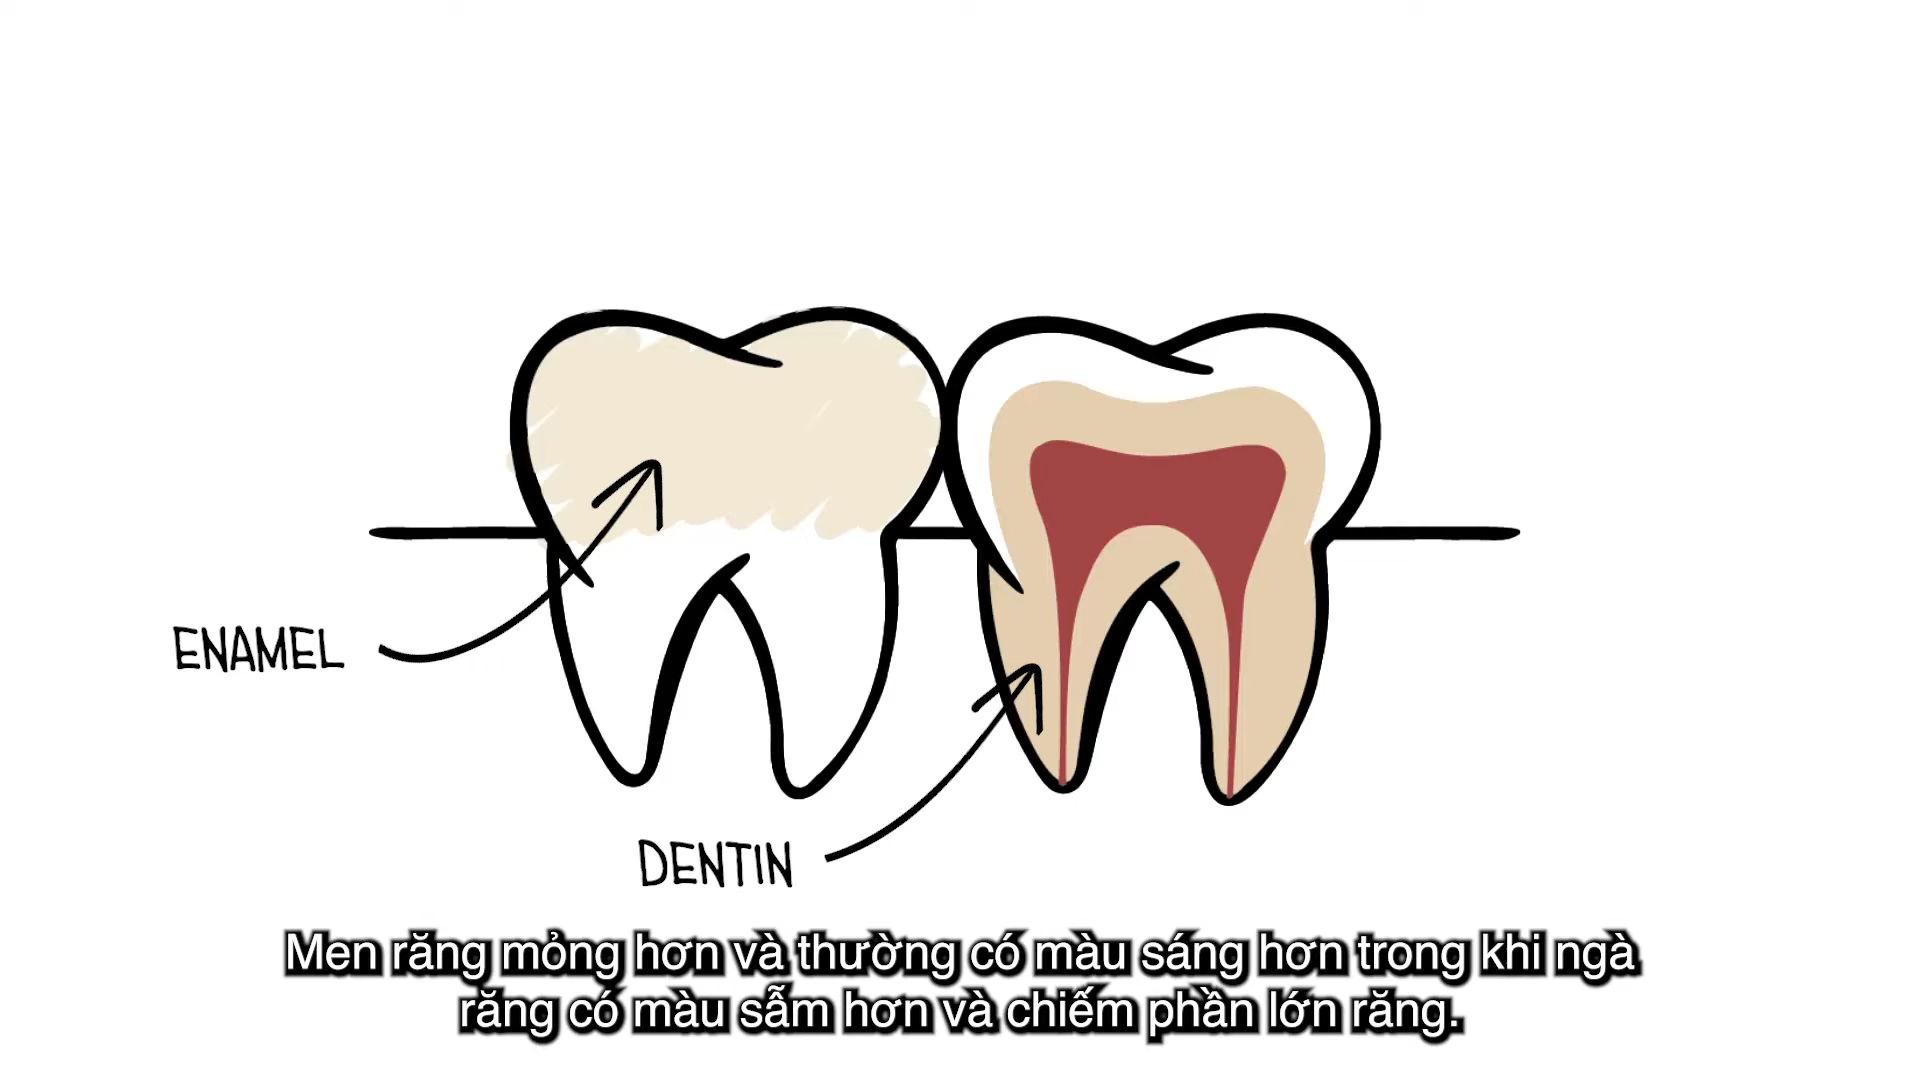 ENAMEL
DENTIN
Men răng mỏng hơn và thường có màu sáng hơn trong khi ngà
răng có màu sẫm hơn và chiếm phần lớn răng.